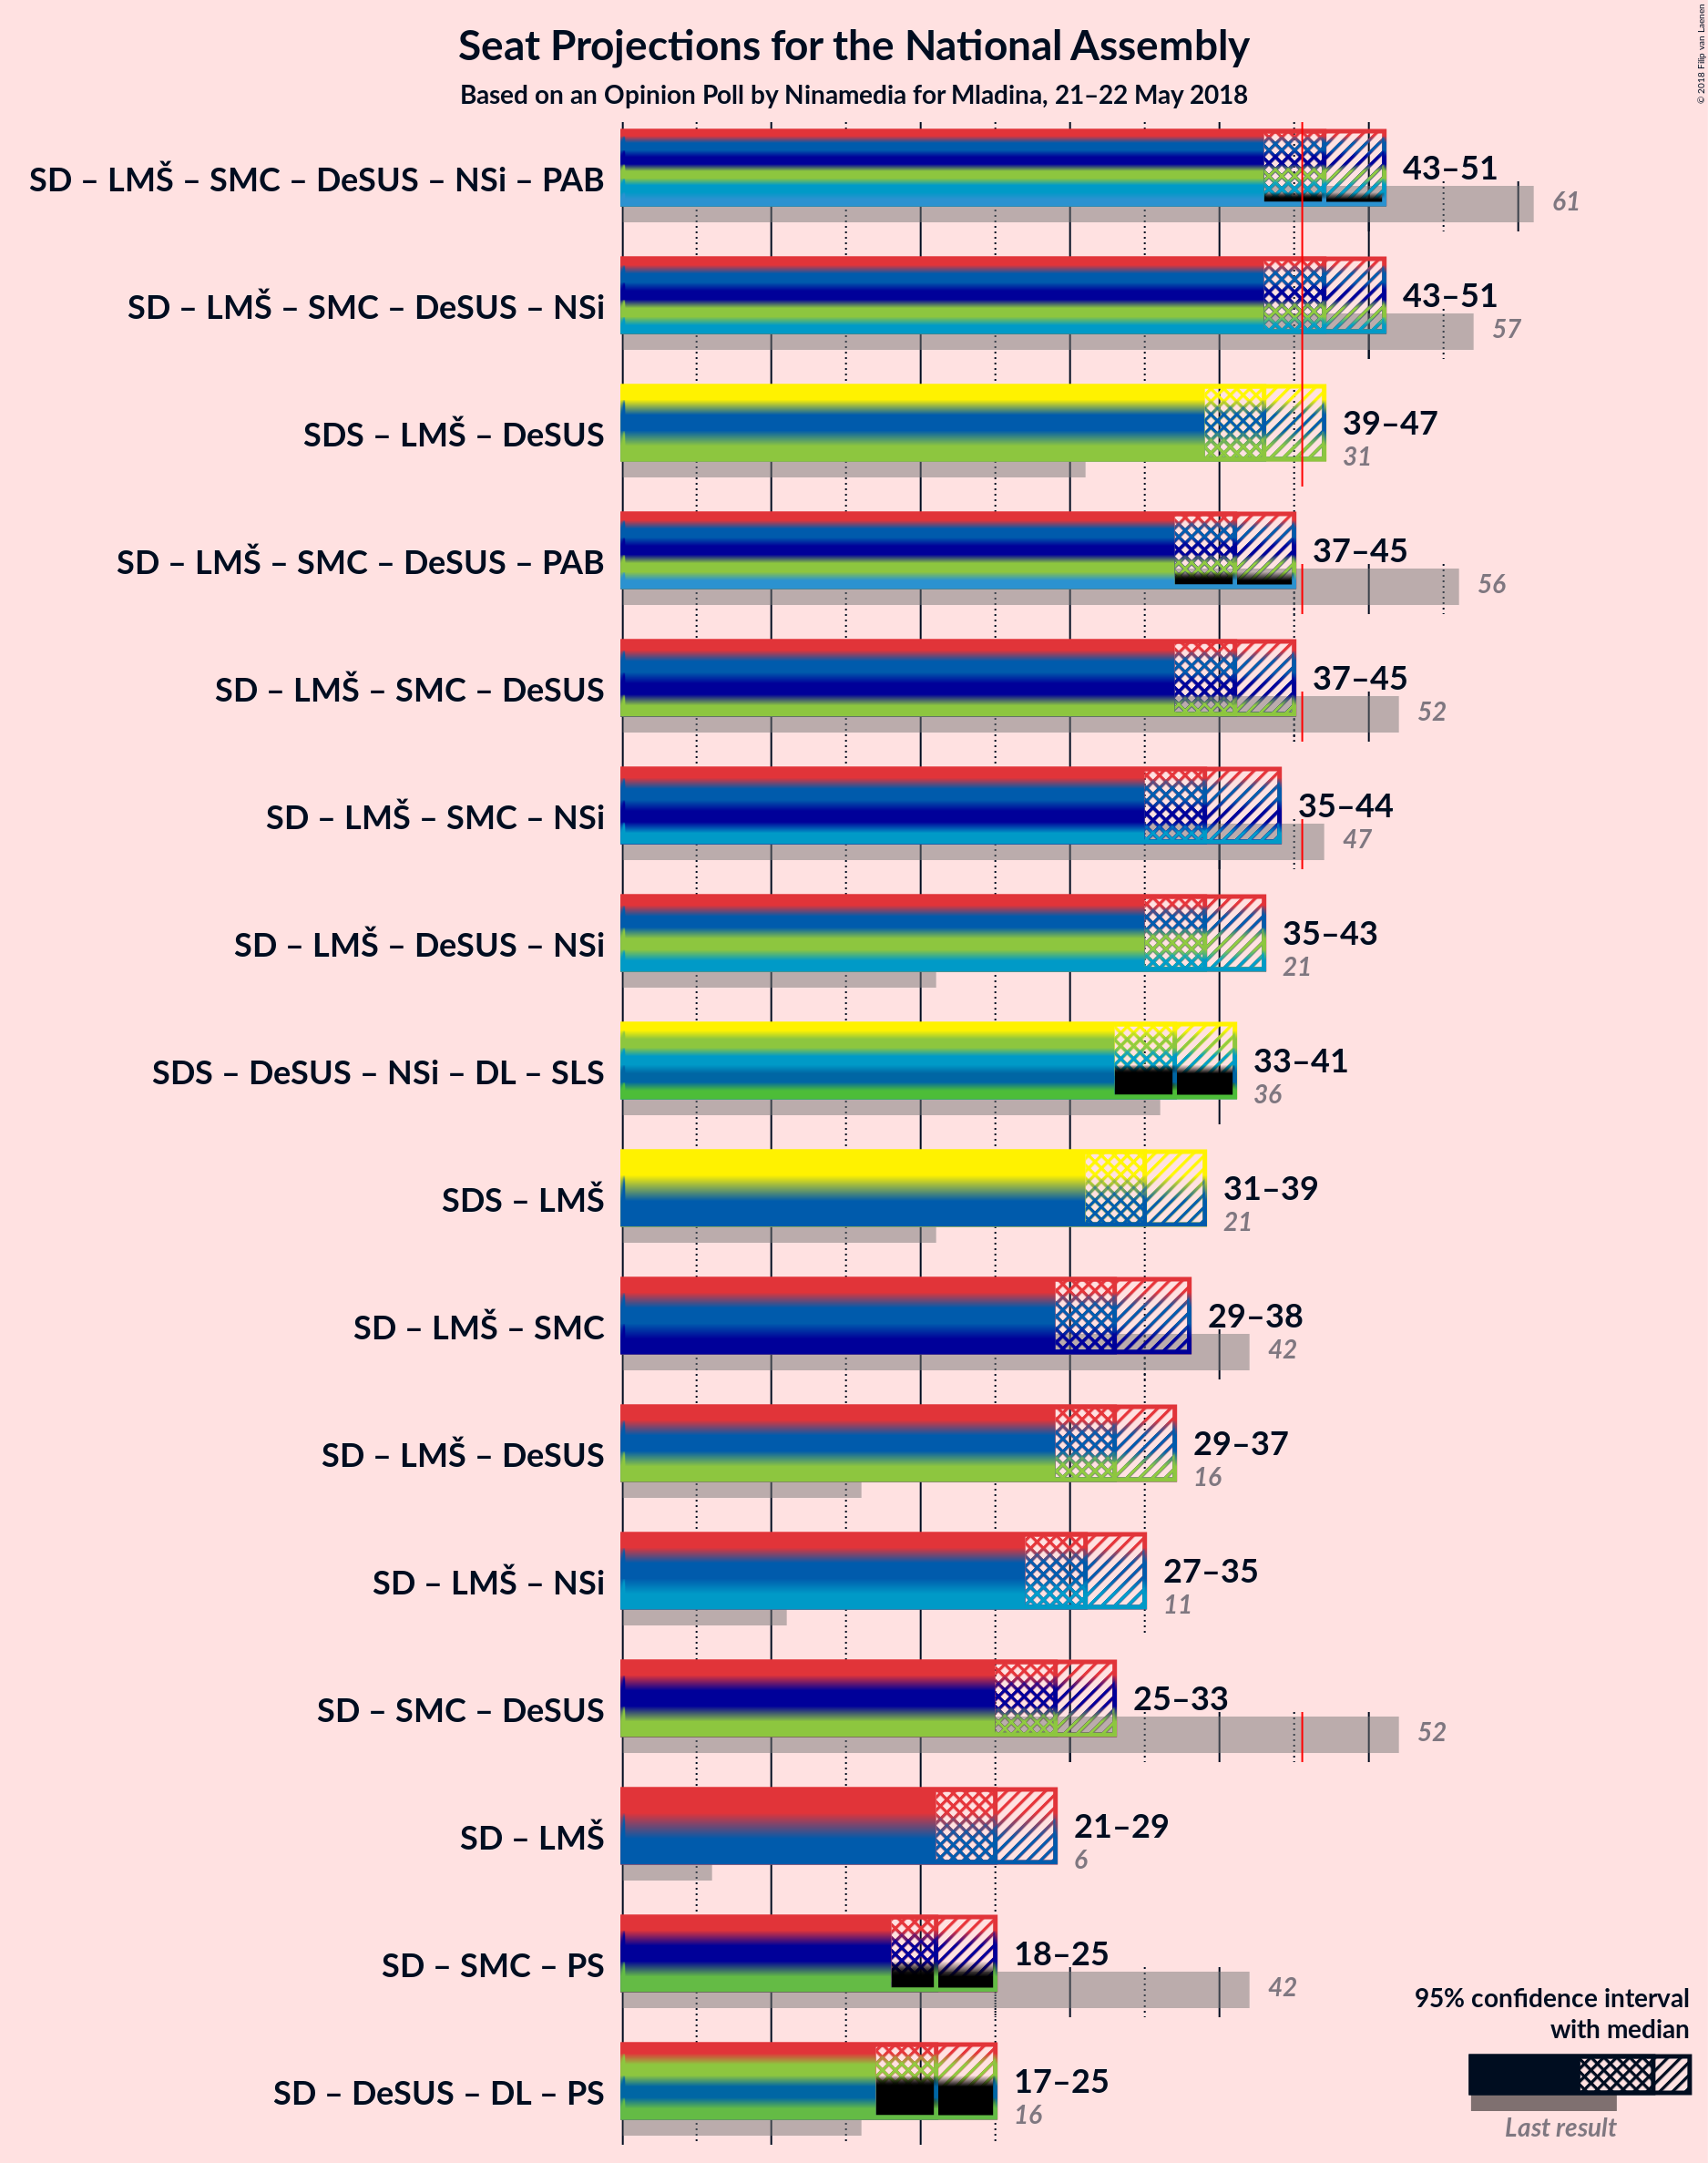 Seat Projections for the National Assembly
Based on an Opinion Poll by Ninamedia for Mladina, 21–22 May 2018
© 2018 Filip van Laenen
SD – LMŠ – SMC – DeSUS – NSi – PAB
43–51
61
SD – LMŠ – SMC – DeSUS – NSi
43–51
57
SDS – LMŠ – DeSUS
39–47
31
SD – LMŠ – SMC – DeSUS – PAB
37–45
56
SD – LMŠ – SMC – DeSUS
37–45
52
SD – LMŠ – SMC – NSi
35–44
47
SD – LMŠ – DeSUS – NSi
35–43
21
SDS – DeSUS – NSi – DL – SLS
33–41
36
SDS – LMŠ
31–39
21
SD – LMŠ – SMC
29–38
42
SD – LMŠ – DeSUS
29–37
16
SD – LMŠ – NSi
27–35
11
SD – SMC – DeSUS
25–33
52
SD – LMŠ
21–29
6
SD – SMC – PS
18–25
42
SD – DeSUS – DL – PS
17–25
16
95% confidence interval
with median
Last result